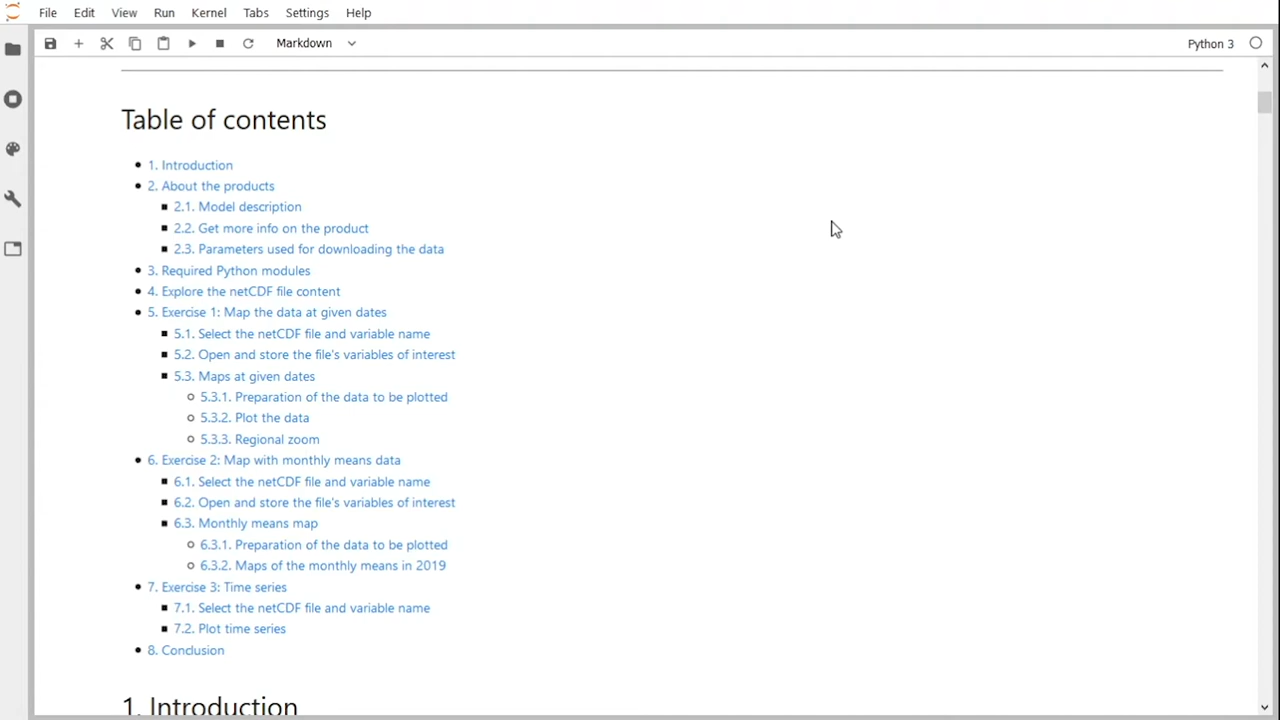 File Edit View Run Kernel Tabs Settings Help
Markdown
Python 3
Table of contents
1. Introduction
2. About the products
2.1. Model description
2.2. Get more info on the product
2.3. Parameters used for downloading the data
3. Required Python modules
4. Explore the netCDF file content
5. Exercise 1: Map the data at given dates
5.1. Select the netCDF file and variable name
5.2. Open and store the file's variables of interest
5.3. Maps at given dates
5.3.1. Preparation of the data to be plotted
5.3.2. Plot the data
5.3.3. Regional zoom
6. Exercise 2: Map with monthly means data
6.1. Select the netCDF file and variable name
6.2. Open and store the file's variables of interest
6.3. Monthly means map
6.3.1. Preparation of the data to be plotted
6.3.2. Maps of the monthly means in 2019
7. Exercise 3: Time series
7.1. Select the netCDF file and variable name
7.2. Plot time series
8. Conclusion
1. Introduction